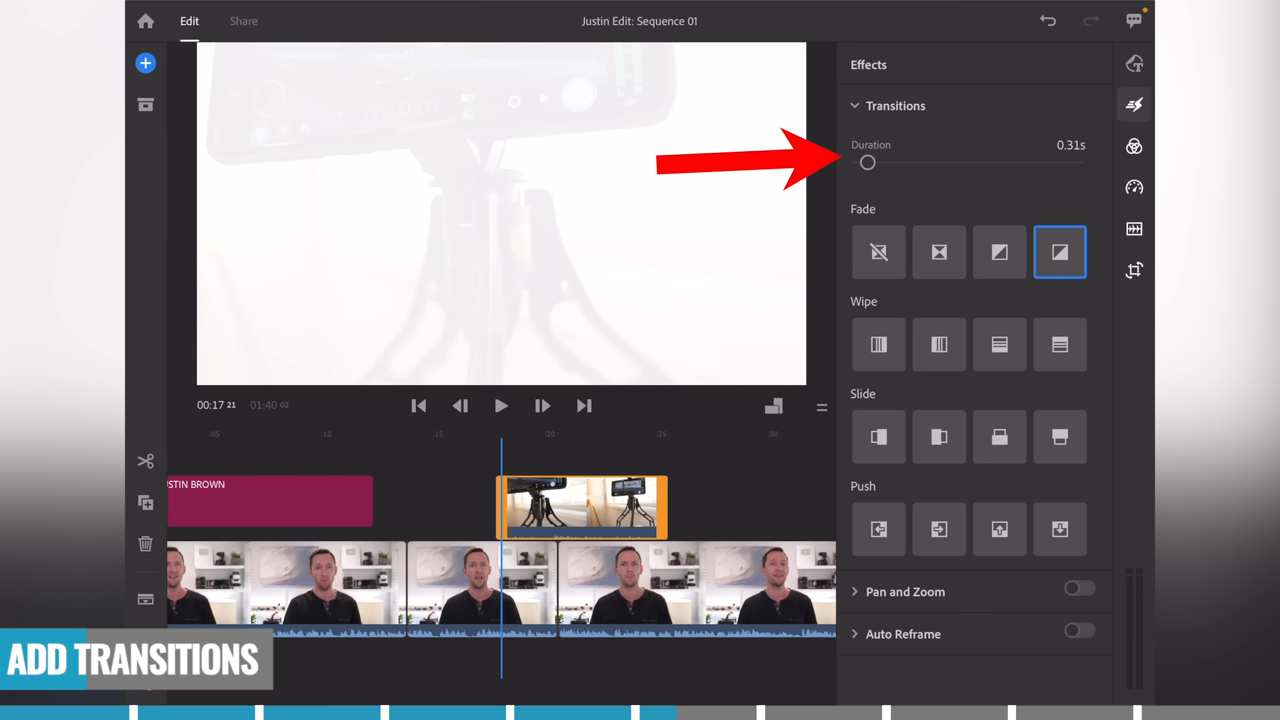 Edit
Share
Justin Edit: Sequence 01
Effects
Transitions
Duration
0.31s
Fade
Wipe
Slide
Push
Pan and Zoom
Auto Reframe
00:17 21
01:40 02
:05
:10
:15
:20
:25
:30
USTIN BROWN
ADD TRANSITIONS